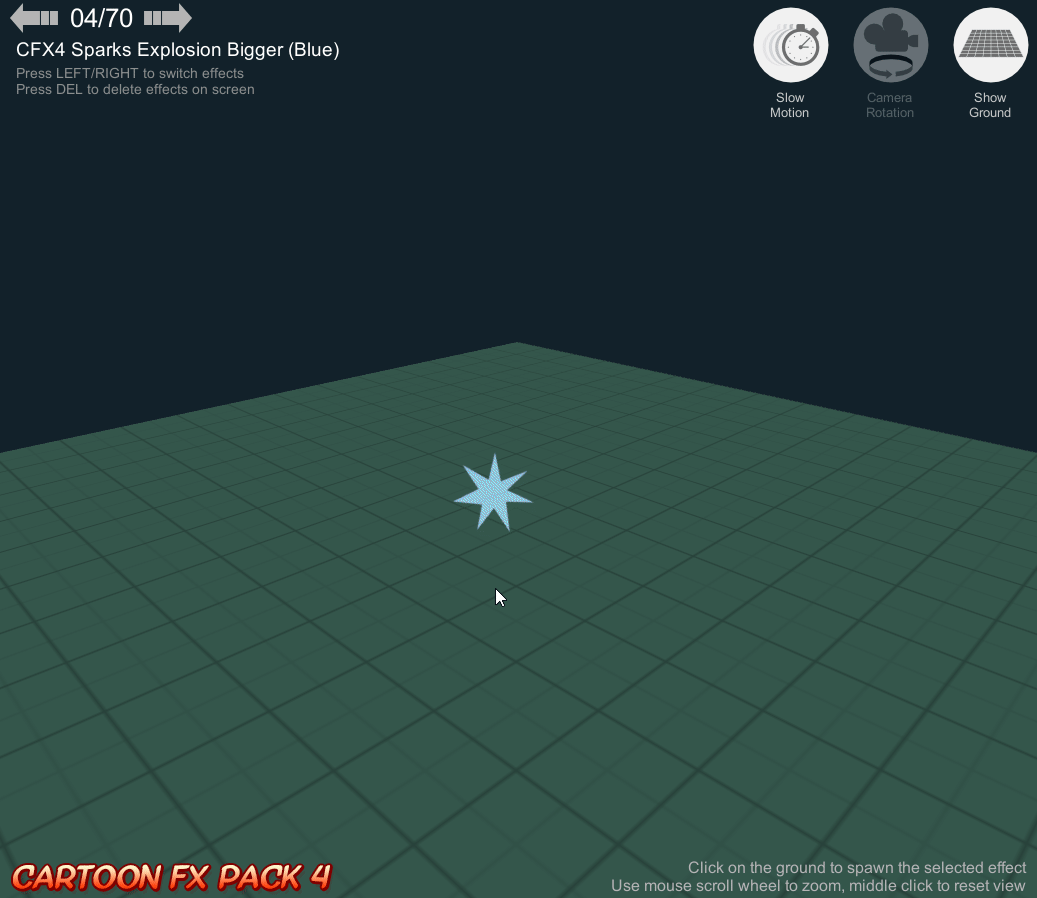 04/70
CFX4 Sparks Explosion Bigger (Blue)
Press LEFT/RIGHT to switch effects
Press DEL to delete effects on screen
Slow
Motion
Camera
Rotation
Show
Ground
CARTOON FX PACK 4
Click on the ground to spawn the selected effect
Use mouse scroll wheel to zoom, middle click to reset view